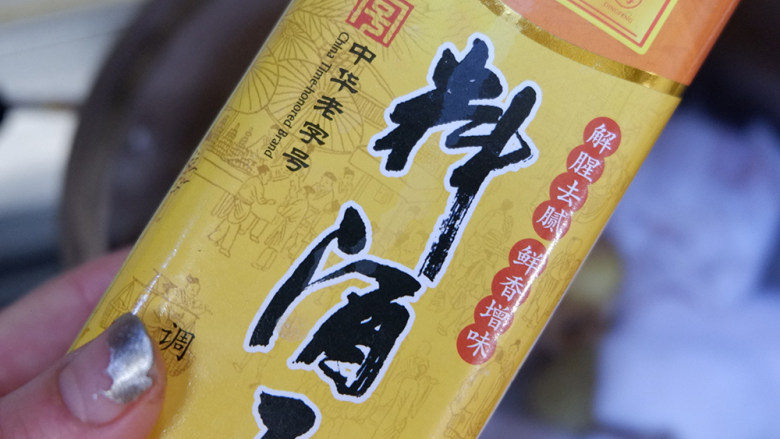 中华老字号
China Time-honored Brand
料酒
解腥去腻 鲜香增味
调